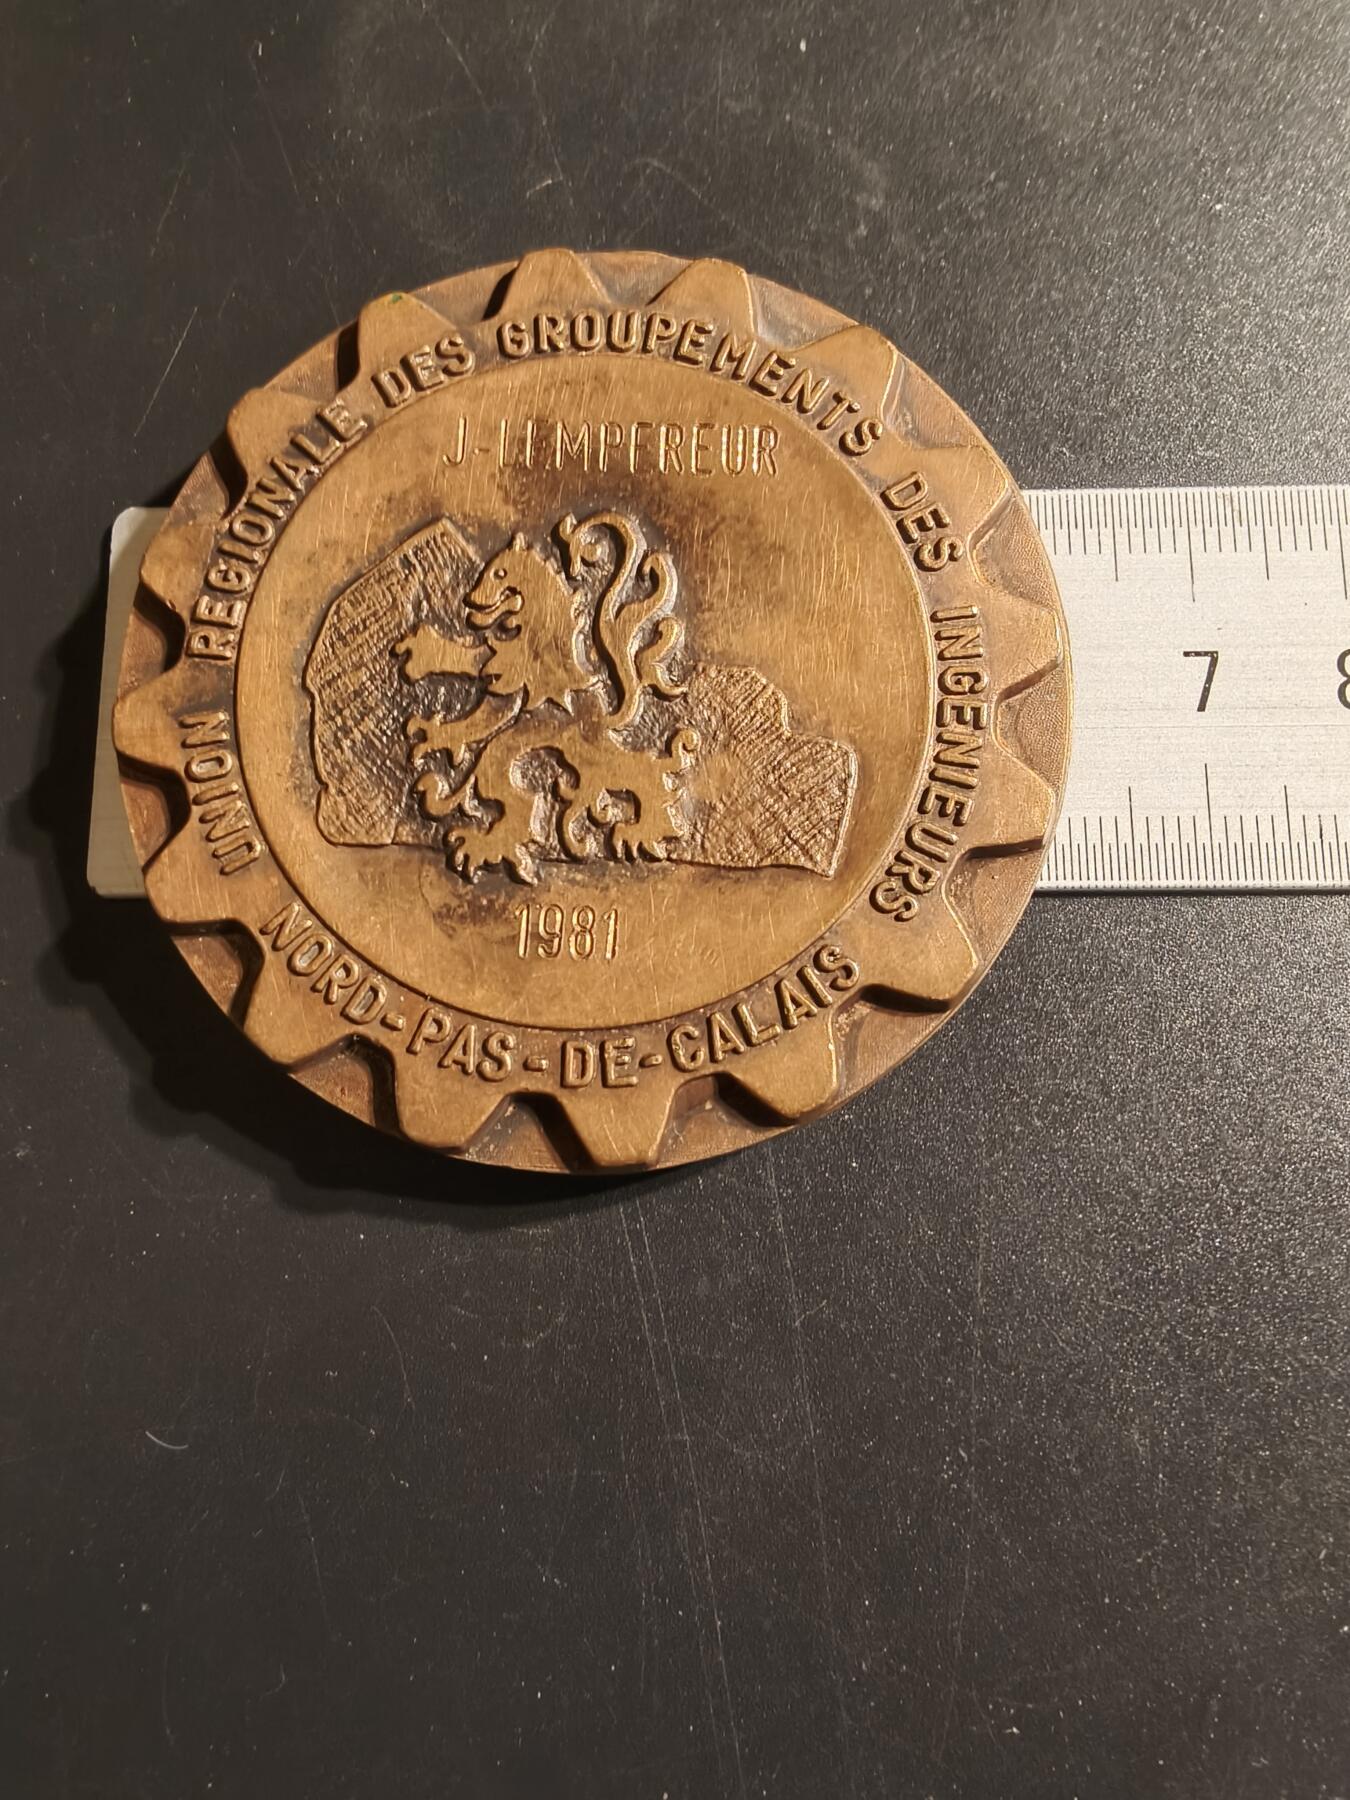 UNION REGIONALE DES GROUPEMENTS DES INGENIEURS
NORD-PAS-DE-CALAIS
J-LEMPEREUR
1981
7
8